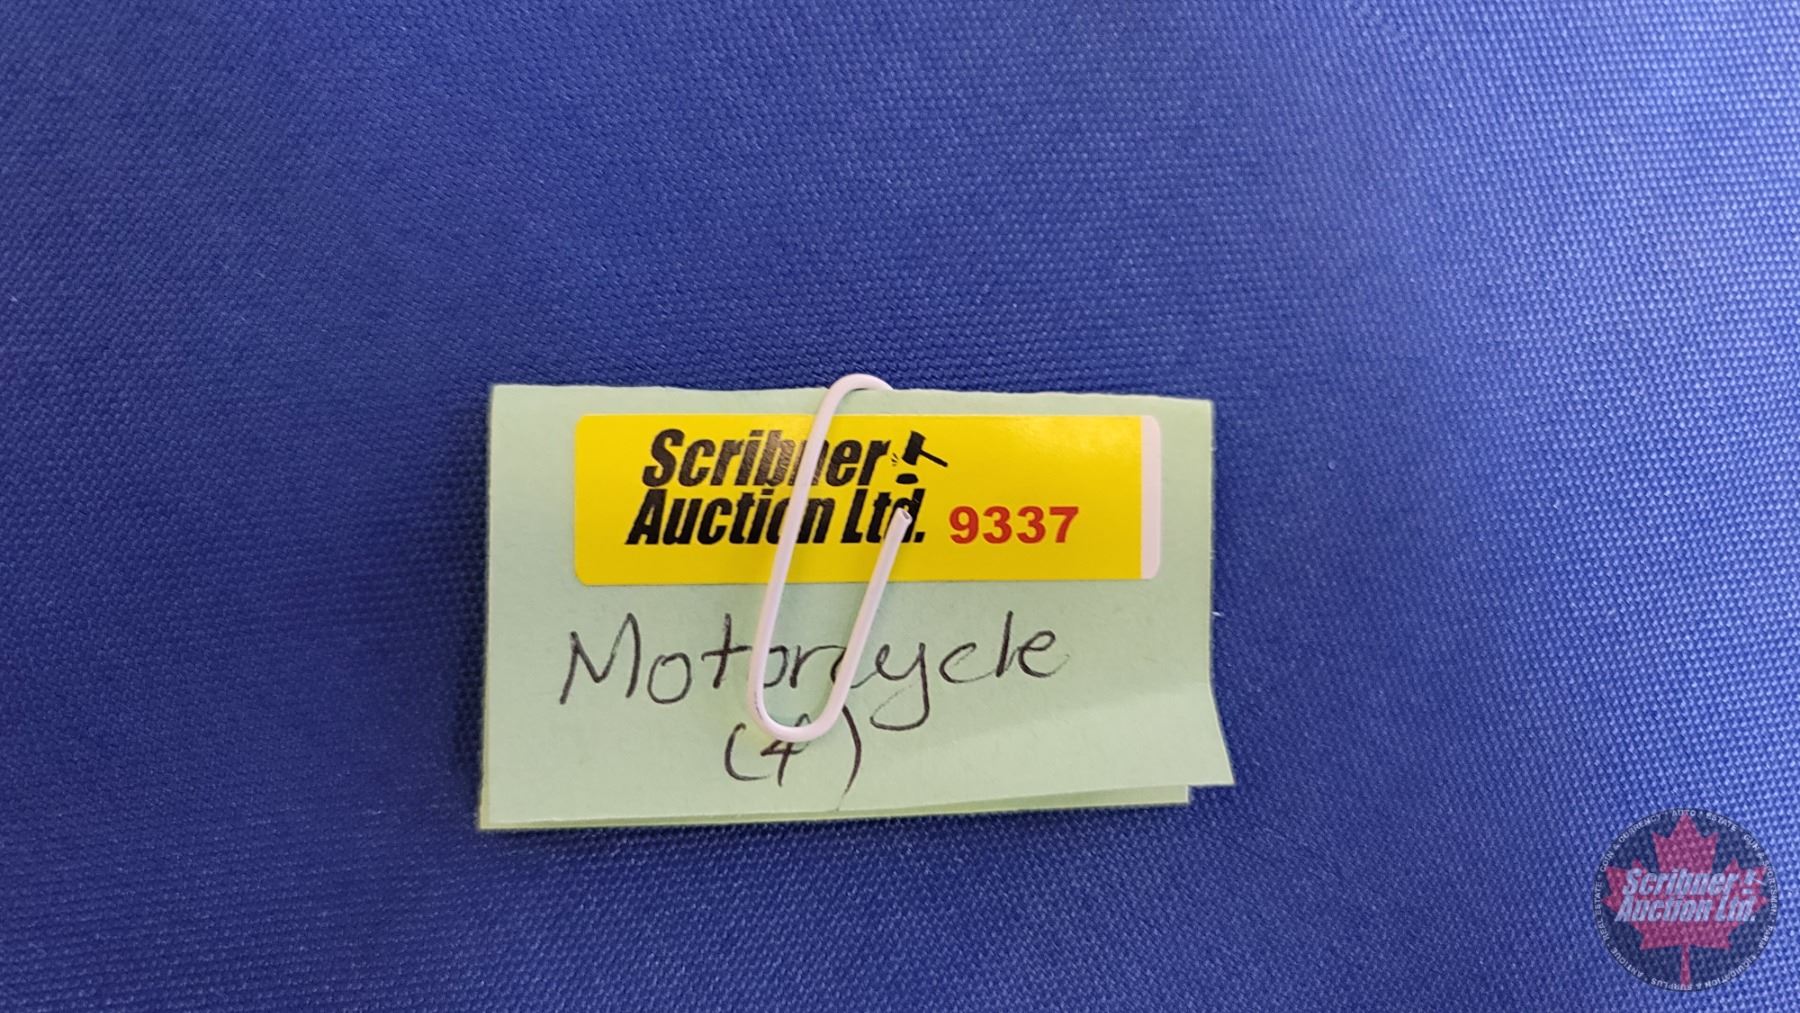 Scribner
Auction Ltd. 9337
Motorcycle
(4)
Scribner
Auction Ltd.